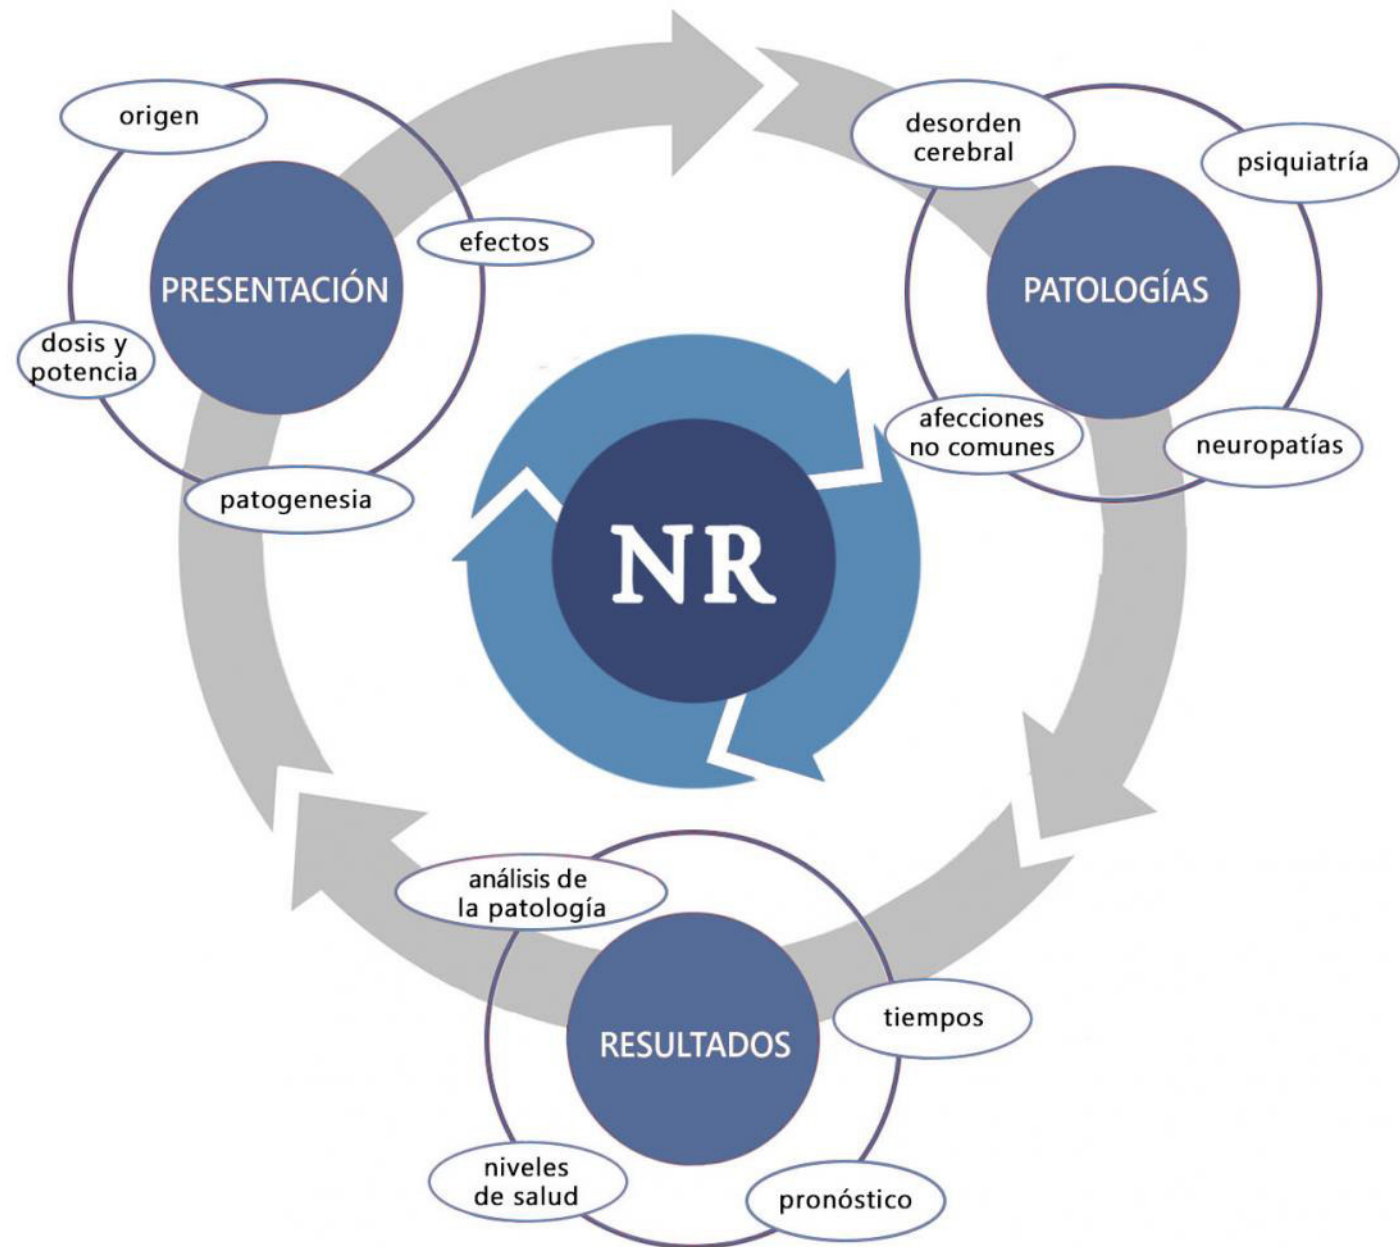 origen
efectos
PRESENTACIÓN
dosis y
potencia
patogenesia
desorden
cerebral
psiquiatría
PATOLOGÍAS
afecciones
no comunes
neuropatías
NR
análisis de
la patología
tiempos
RESULTADOS
niveles
de salud
pronóstico